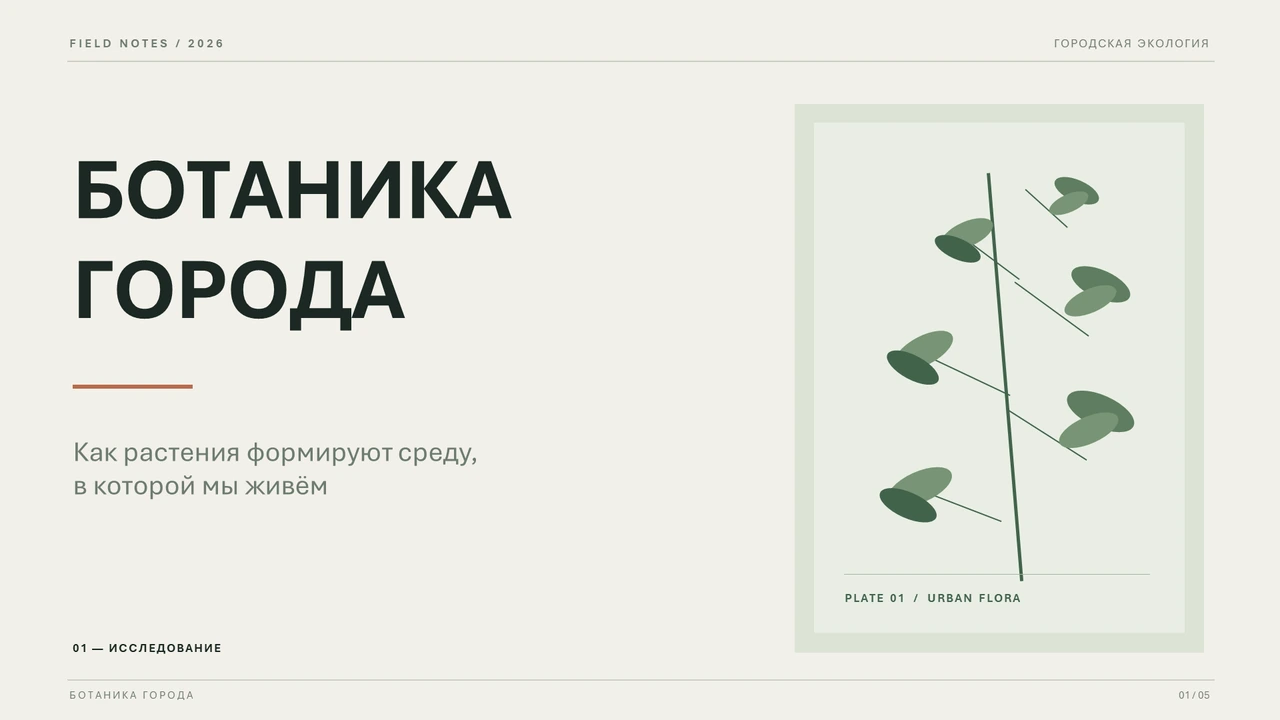 FIELD NOTES / 2026
ГОРОДСКАЯ ЭКОЛОГИЯ
БОТАНИКА
ГОРОДА
Как растения формируют среду,
в которой мы живём
PLATE 01 / URBAN FLORA
01 — ИССЛЕДОВАНИЕ
БОТАНИКА ГОРОДА
01/05